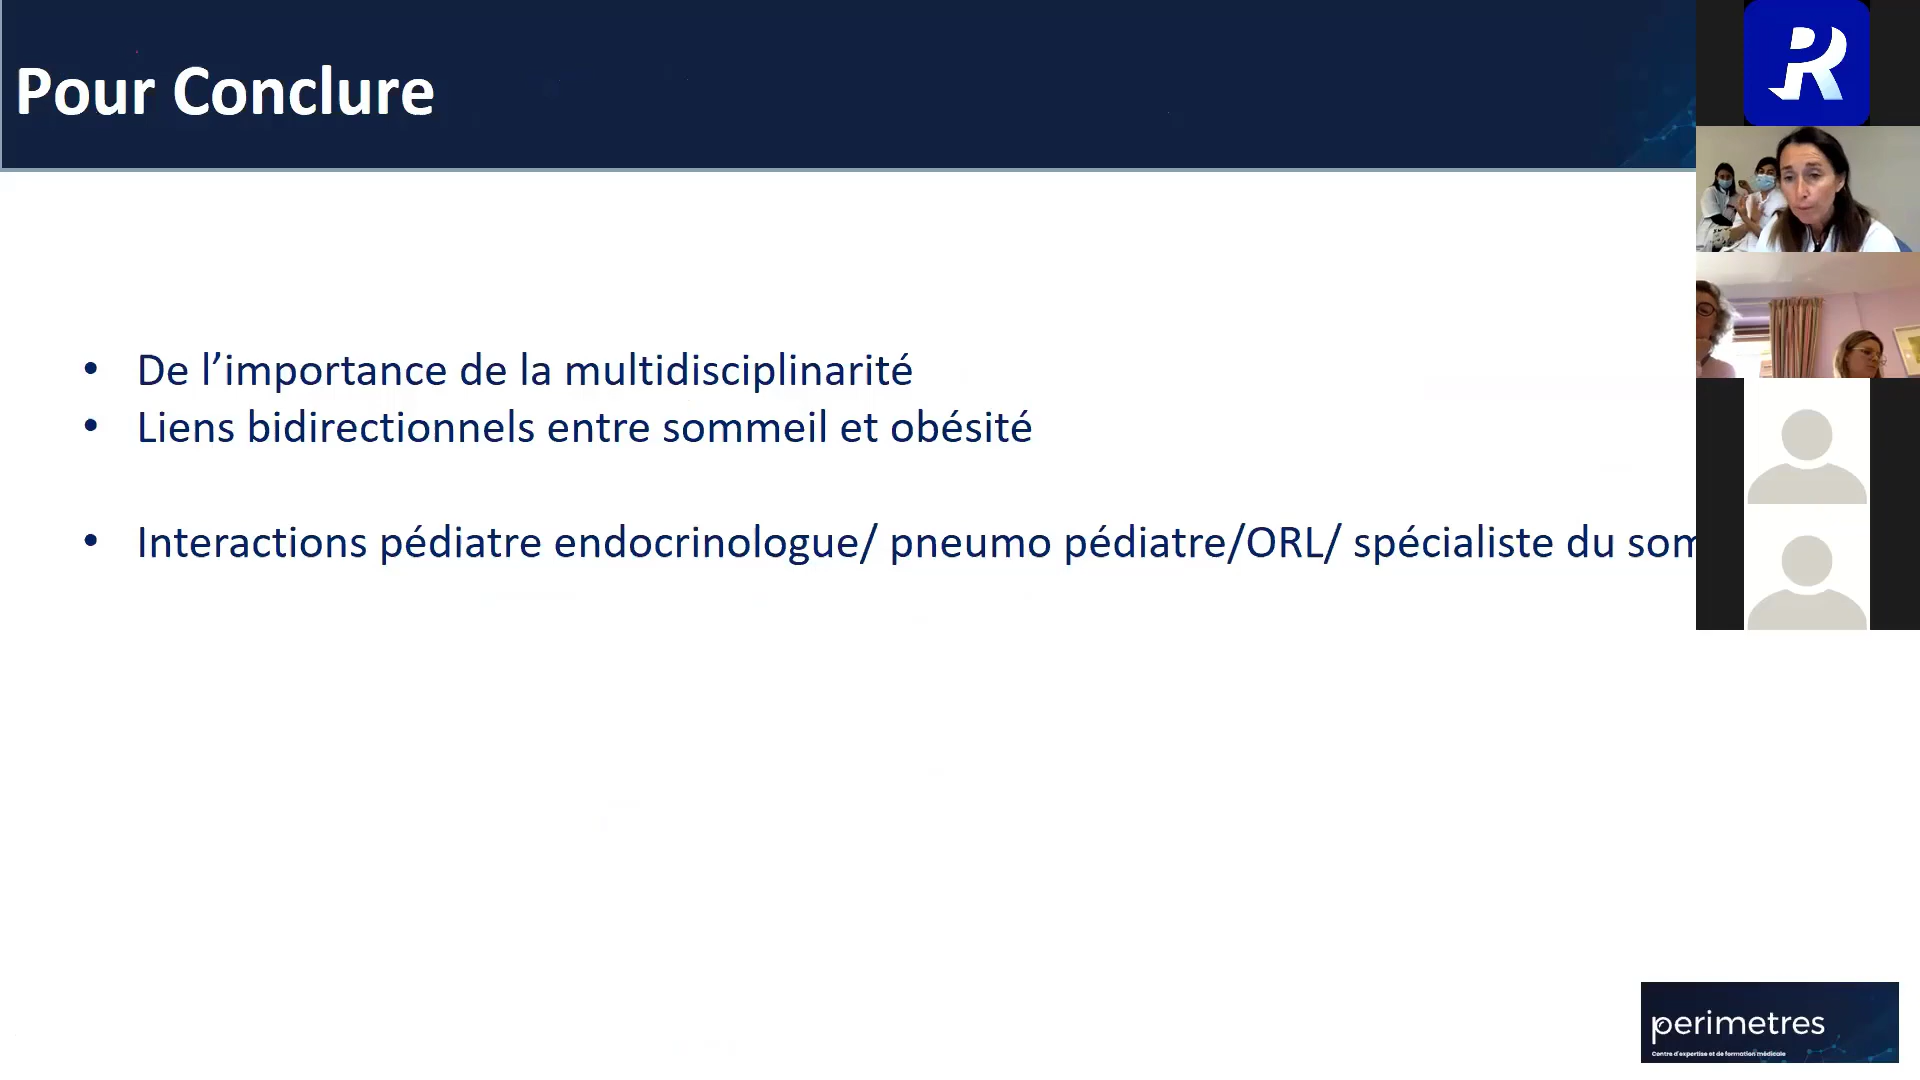 Pour Conclure
• De l’importance de la multidisciplinarité
• Liens bidirectionnels entre sommeil et obésité
• Interactions pédiatre endocrinologue/ pneumo pédiatre/ORL/ spécialiste du som
perimetres
Centre d'expertise et de formation médicale